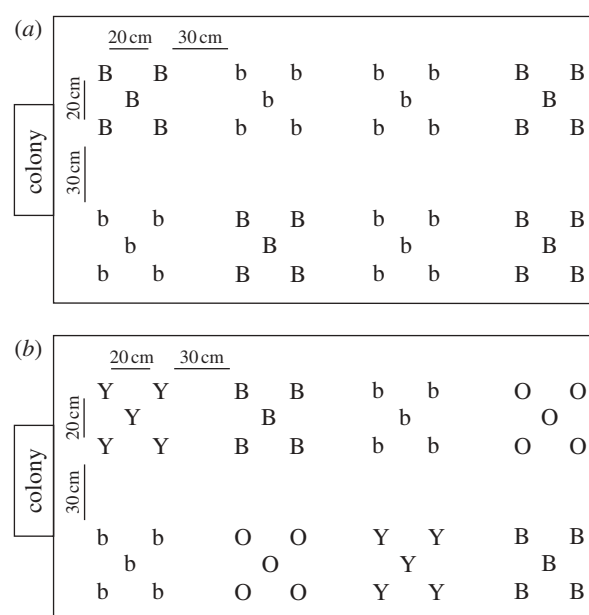 (a)
20 cm 30 cm
B B b b b b B B
20 cm
B b b B
B B b b b b B B
colony
30 cm
b b B B b b B B
b B b B
b b B B b b B B
(b)
20 cm 30 cm
Y Y B B b b O O
20 cm
Y B b O
Y Y B B b b O O
colony
30 cm
b b O O Y Y B B
b O Y B
b b O O Y Y B B